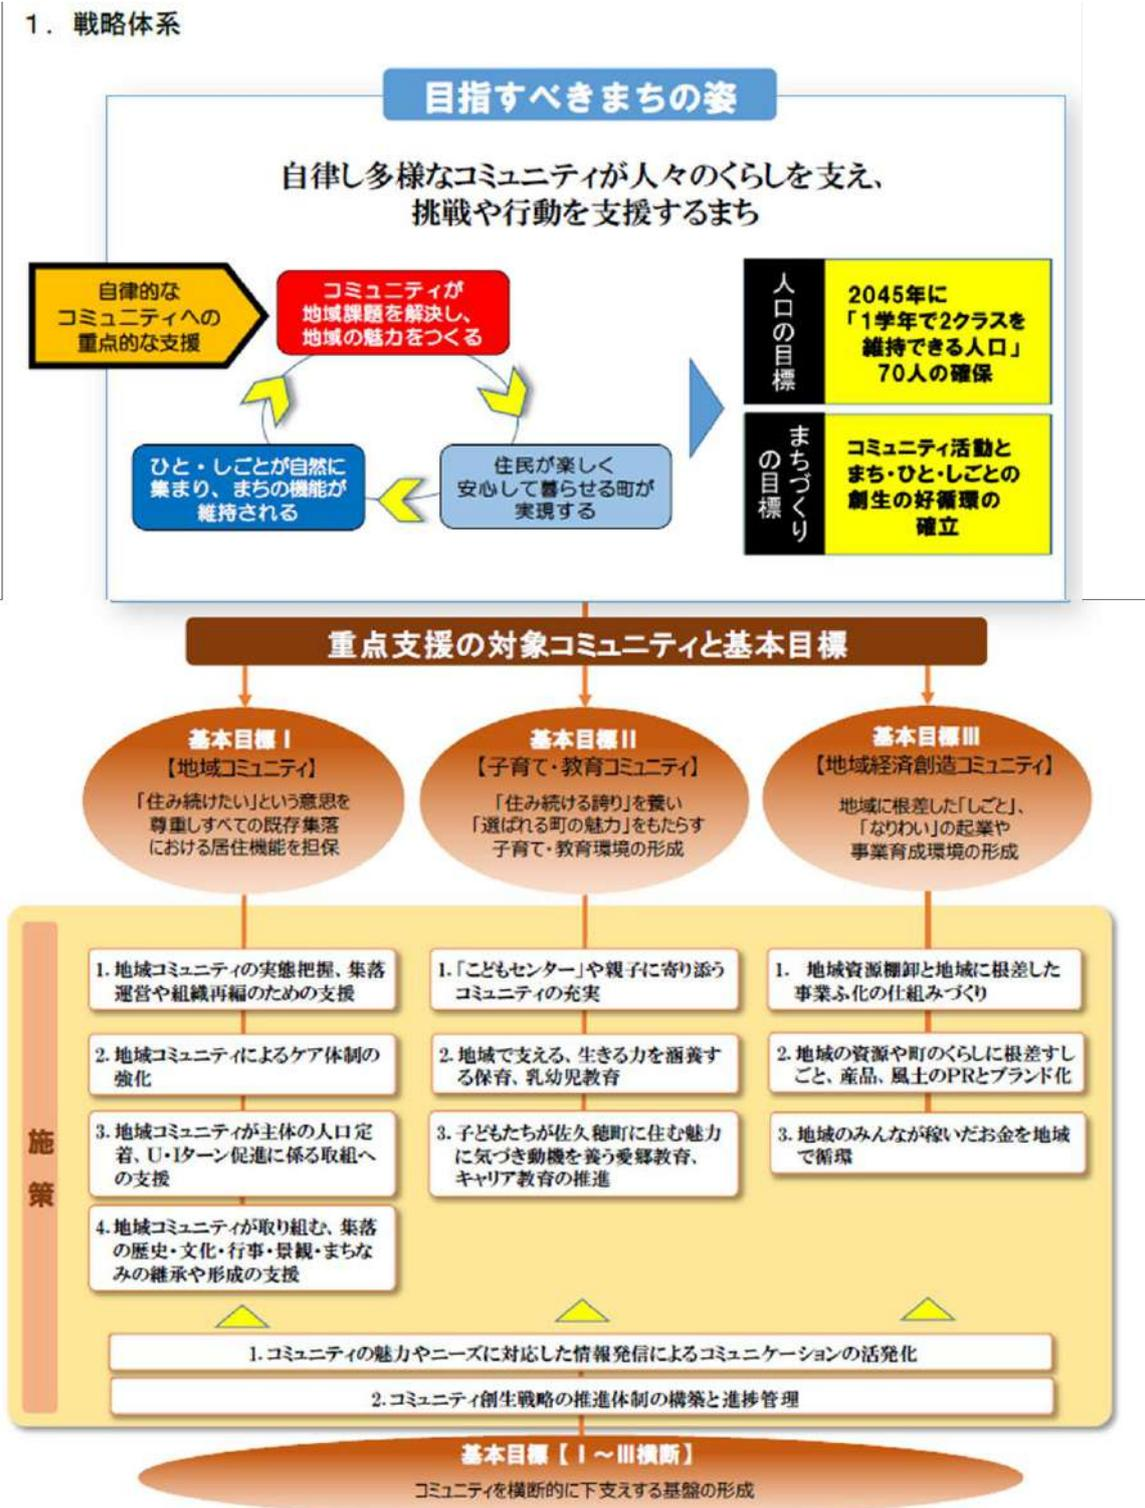 1．戦略体系
目指すべきまちの姿
自律し多様なコミュニティが人々のくらしを支え、
挑戦や行動を支援するまち
自律的な
コミュニティへの
重点的な支援
コミュニティが
地域課題を解決し、
地域の魅力をつくる
住民が楽しく
安心して暮らせる町が
実現する
ひと・しごとが自然に
集まり、まちの機能が
維持される
人口の目標
2045年に
「1学年で2クラスを
維持できる人口」
70人の確保
まちづくり
の目標
コミュニティ活動と
まち・ひと・しごとの
創生の好循環の
確立
重点支援の対象コミュニティと基本目標
基本目標Ⅰ
【地域コミュニティ】
「住み続けたい」という意思を
尊重しすべての既存集落
における居住機能を担保
基本目標Ⅱ
【子育て・教育コミュニティ】
「住み続ける誇り」を養い
「選ばれる町の魅力」をもたらす
子育て・教育環境の形成
基本目標Ⅲ
【地域経済創造コミュニティ】
地域に根差した「しごと」、
「なりわい」の起業や
事業育成環境の形成
施策
1. 地域コミュニティの実態把握、集落
運営や組織再編のための支援
2. 地域コミュニティによるケア体制の
強化
3. 地域コミュニティが主体の人口定
着、U・Iターン促進に係る取組へ
の支援
4. 地域コミュニティが取り組む、集落
の歴史・文化・行事・景観・まちな
みの継承や形成の支援
1. 「こどもセンター」や親子に寄り添う
コミュニティの充実
2. 地域で支える、生きる力を涵養す
る保育、乳幼児教育
3. 子どもたちが佐久穂町に住む魅力
に気づき動機を養う愛郷教育、
キャリア教育の推進
1. 地域資源棚卸と地域に根差した
事業ふ化の仕組みづくり
2. 地域の資源や町のくらしに根差すし
ごと、産品、風土のPRとブランド化
3. 地域のみんなが稼いだお金を地域
で循環
1. コミュニティの魅力やニーズに対応した情報発信によるコミュニケーションの活発化
2. コミュニティ創生戦略の推進体制の構築と進捗管理
基本目標【Ⅰ～Ⅲ横断】
コミュニティを横断的に下支えする基盤の形成